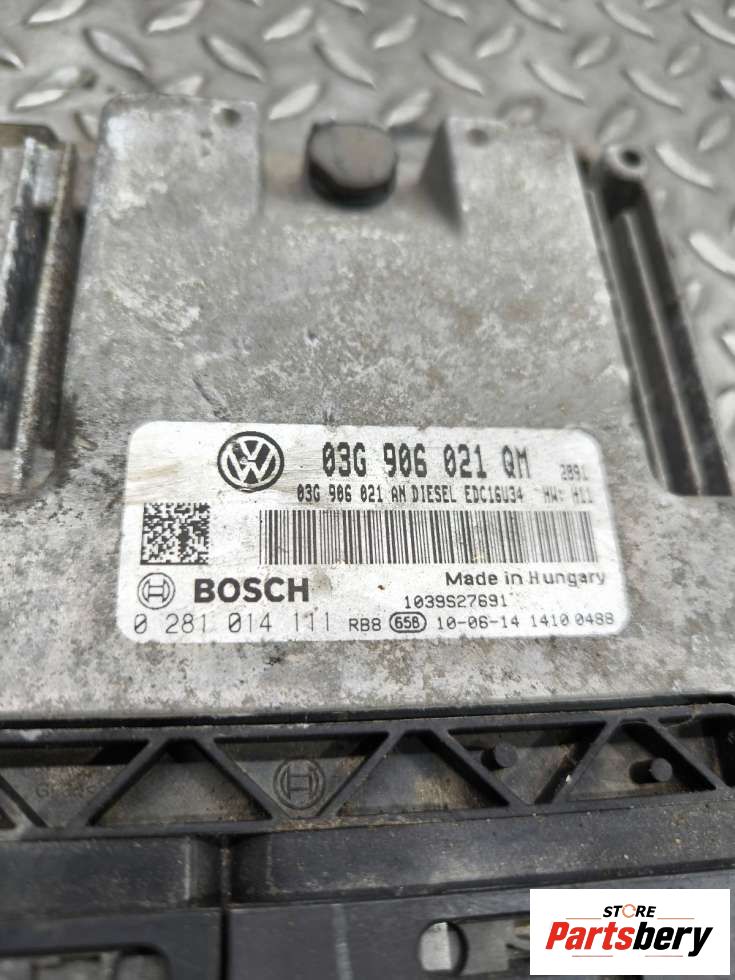 03G 906 021 QM 2891
03G 906 021 AN DIESEL EDC16U34 HW: H11
Made in Hungary
BOSCH 1039S27691
0 281 014 111 RB8 658 10-06-14 1410 0488
STORE
Partsbery